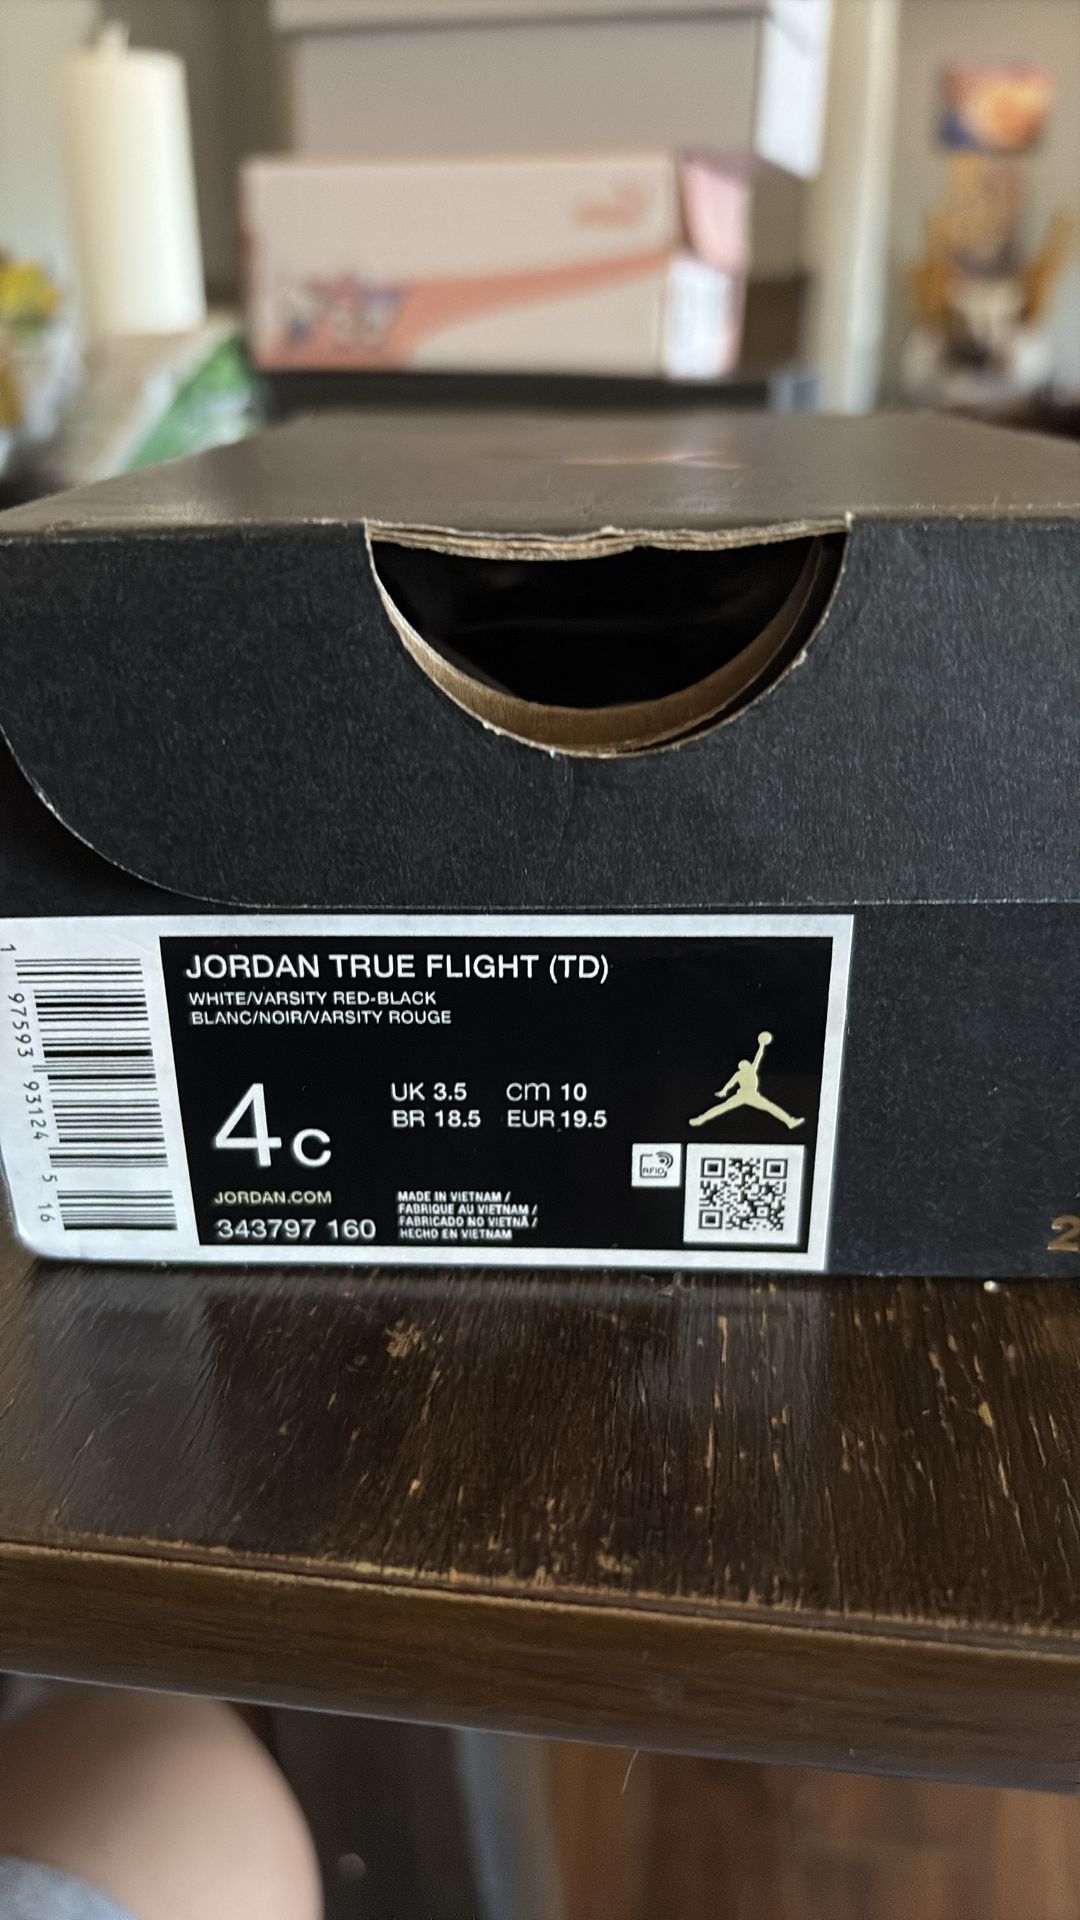 JORDAN TRUE FLIGHT (TD)
WHITE/VARSITY RED-BLACK
BLANC/NOIR/VARSITY ROUGE
4c
UK 3.5 cm 10
BR 18.5 EUR 19.5
RFID
JORDAN.COM
343797 160
MADE IN VIETNAM /
FABRIQUE AU VIETNAM /
FABRICADO NO VIETNÃ /
HECHO EN VIETNAM
1 97593 93124 5 16
2